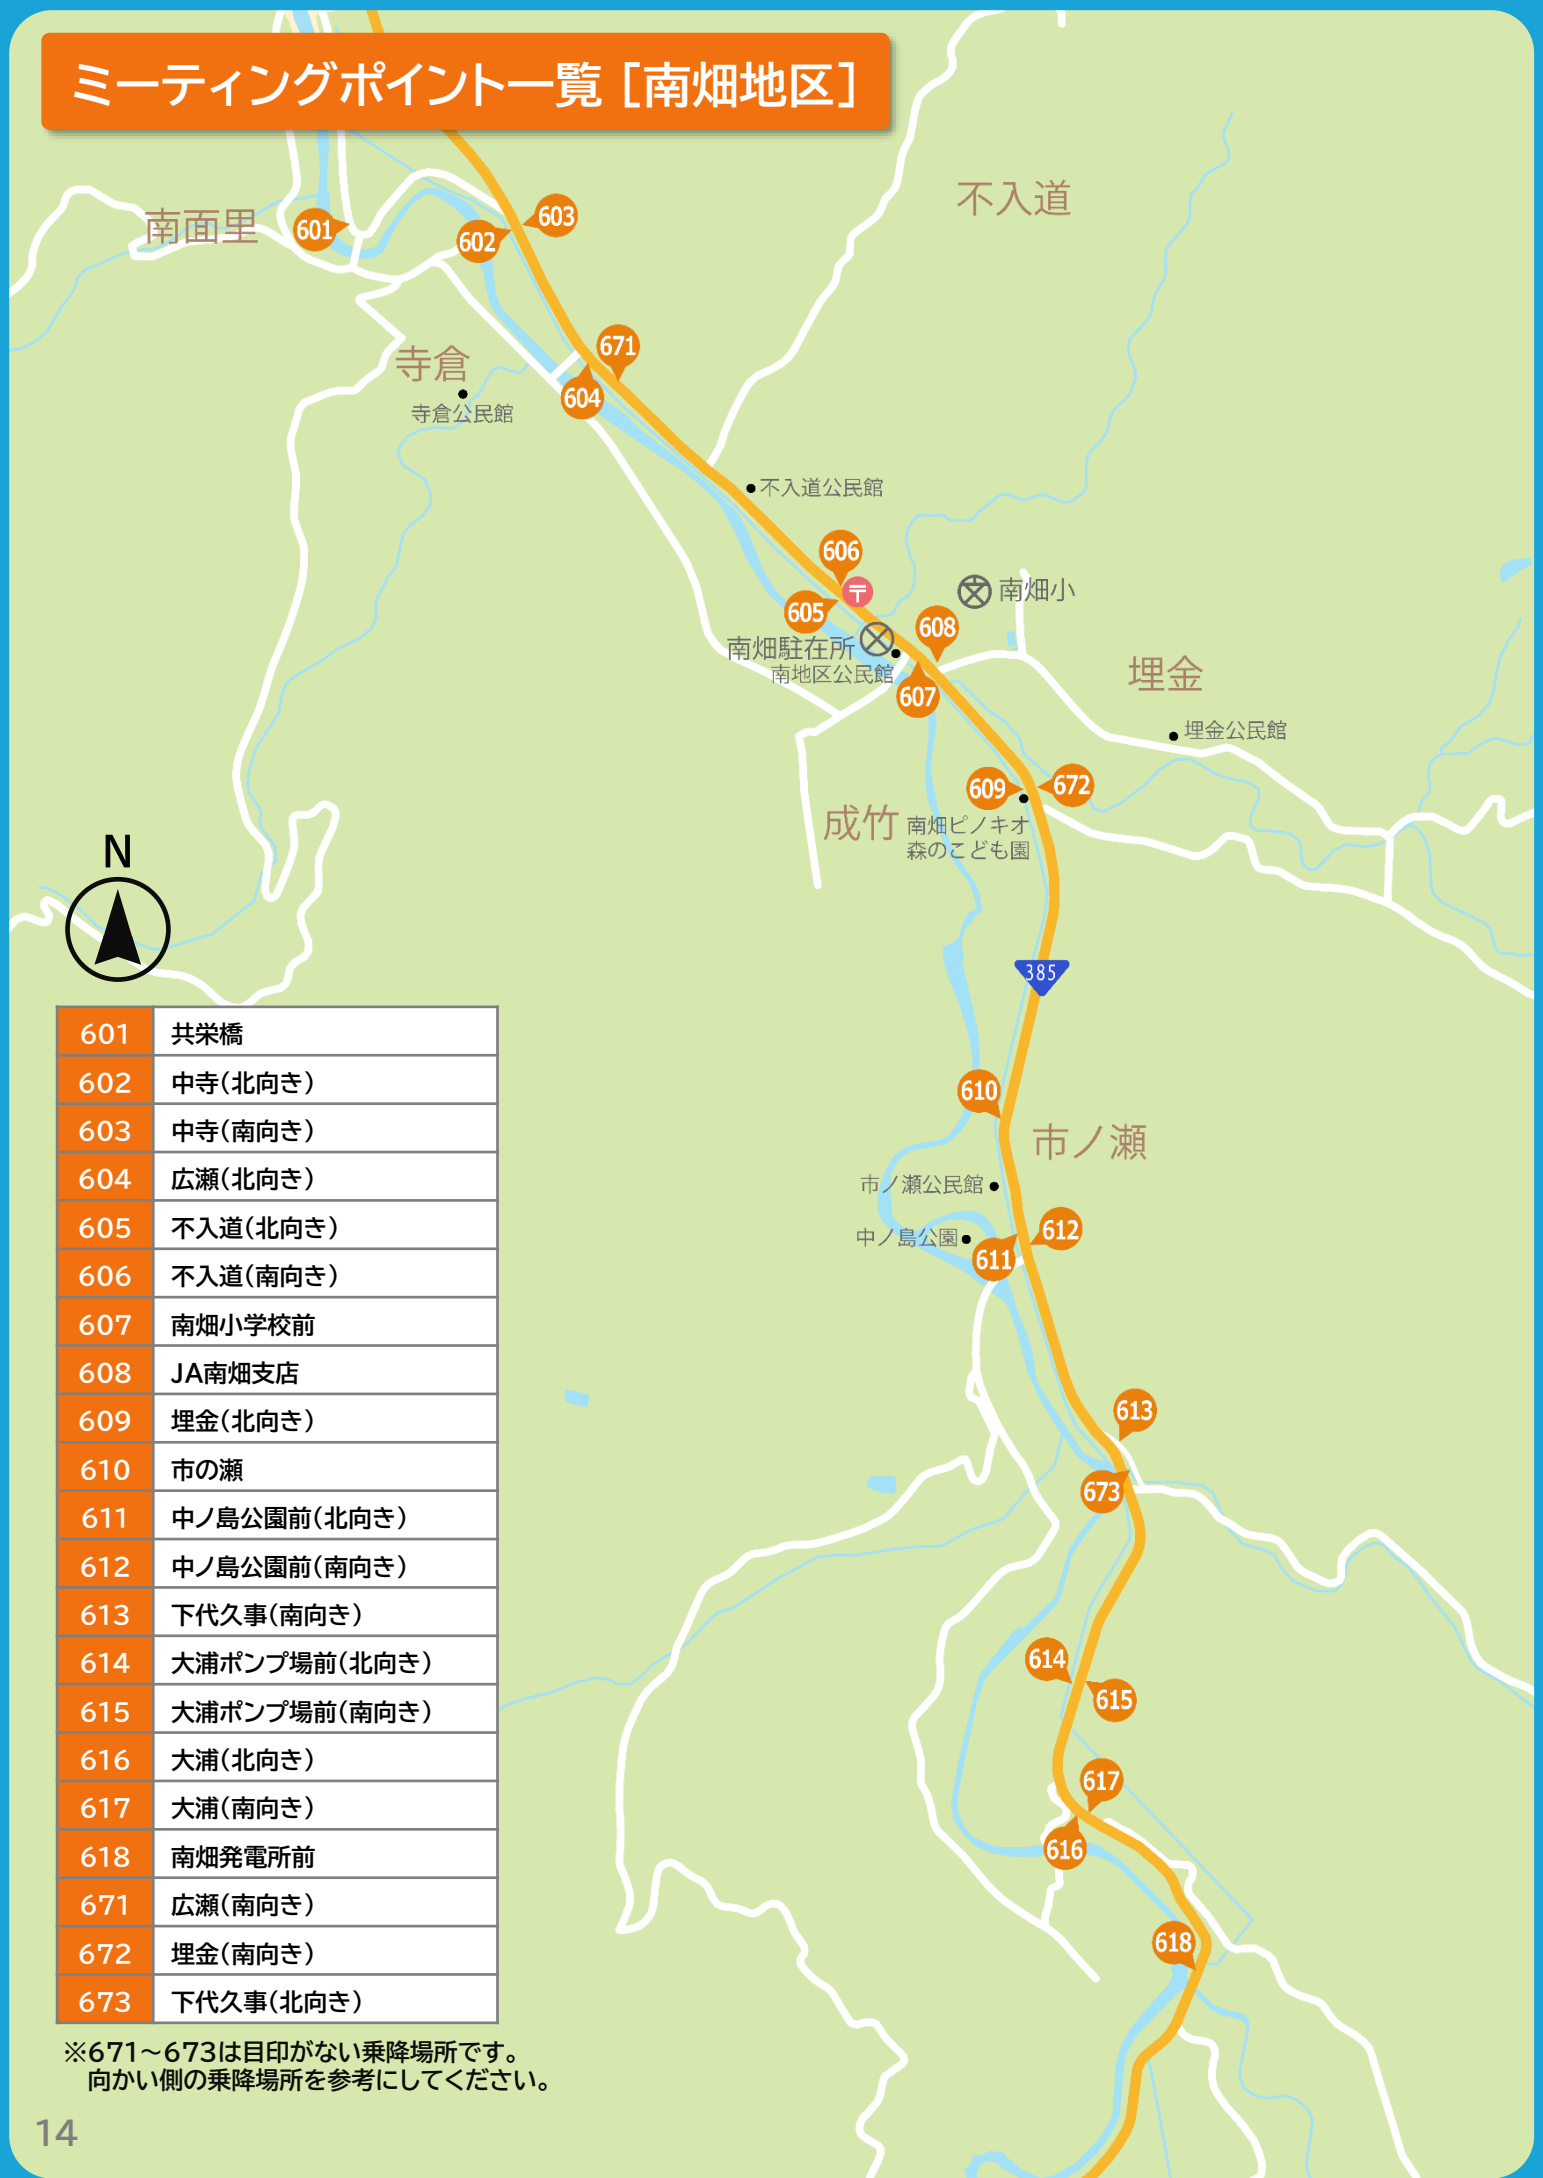 ミーティングポイント一覧［南畑地区］
不入道
南面里
601
602
603
671
604
寺倉
寺倉公民館
不入道公民館
606
〒
605
南畑小
608
南畑駐在所
南地区公民館
607
埋金
埋金公民館
609
672
成竹
南畑ピノキオ
森のこども園
N
385
610
市ノ瀬
市ノ瀬公民館
612
中ノ島公園
611
613
673
614
615
617
616
618
601 共栄橋
602 中寺（北向き）
603 中寺（南向き）
604 広瀬（北向き）
605 不入道（北向き）
606 不入道（南向き）
607 南畑小学校前
608 JA南畑支店
609 埋金（北向き）
610 市の瀬
611 中ノ島公園前（北向き）
612 中ノ島公園前（南向き）
613 下代久事（南向き）
614 大浦ポンプ場前（北向き）
615 大浦ポンプ場前（南向き）
616 大浦（北向き）
617 大浦（南向き）
618 南畑発電所前
671 広瀬（南向き）
672 埋金（南向き）
673 下代久事（北向き）
※671～673は目印がない乗降場所です。
向かい側の乗降場所を参考にしてください。
14